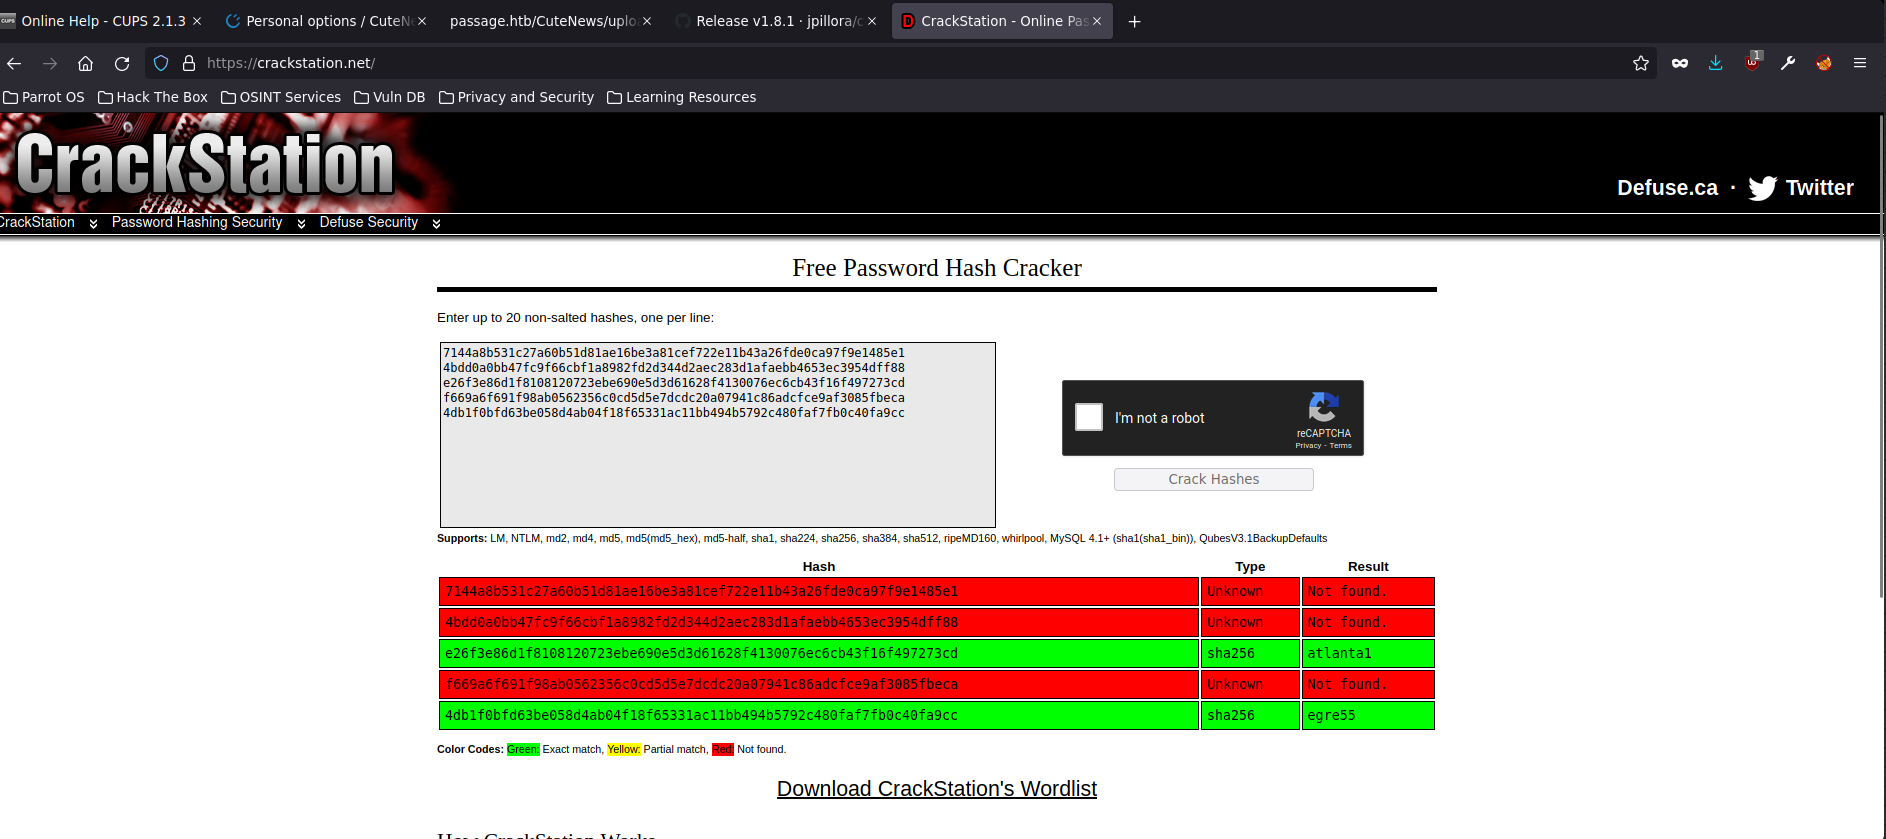 CUPS Online Help - CUPS 2.1.3 Personal options / CuteN passage.htb/CuteNews/uplo Release v1.8.1 · jpillora/c CrackStation - Online Pas
https://crackstation.net/ 1
Parrot OS Hack The Box OSINT Services Vuln DB Privacy and Security Learning Resources
CrackStation
Defuse.ca · Twitter
CrackStation Password Hashing Security Defuse Security
Free Password Hash Cracker
Enter up to 20 non-salted hashes, one per line:
7144a8b531c27a60b51d81ae16be3a81cef722e11b43a26fde0ca97f9e1485e1
4bdd0a0bb47fc9f66cbf1a8982fd2d344d2aec283d1afaebb4653ec3954dff88
e26f3e86d1f8108120723ebe690e5d3d61628f4130076ec6cb43f16f497273cd
f669a6f691f98ab0562356c0cd5d5e7dcdc20a07941c86adcfce9af3085fbeca
4db1f0bfd63be058d4ab04f18f65331ac11bb494b5792c480faf7fb0c40fa9cc
I'm not a robot
reCAPTCHA
Privacy - Terms
Crack Hashes
Supports: LM, NTLM, md2, md4, md5, md5(md5_hex), md5-half, sha1, sha224, sha256, sha384, sha512, ripeMD160, whirlpool, MySQL 4.1+ (sha1(sha1_bin)), QubesV3.1BackupDefaults
Hash Type Result
7144a8b531c27a60b51d81ae16be3a81cef722e11b43a26fde0ca97f9e1485e1 Unknown Not found.
4bdd0a0bb47fc9f66cbf1a8982fd2d344d2aec283d1afaebb4653ec3954dff88 Unknown Not found.
e26f3e86d1f8108120723ebe690e5d3d61628f4130076ec6cb43f16f497273cd sha256 atlanta1
f669a6f691f98ab0562356c0cd5d5e7dcdc20a07941c86adcfce9af3085fbeca Unknown Not found.
4db1f0bfd63be058d4ab04f18f65331ac11bb494b5792c480faf7fb0c40fa9cc sha256 egre55
Color Codes: Green: Exact match, Yellow: Partial match, Red: Not found.
Download CrackStation's Wordlist
How CrackStation Works